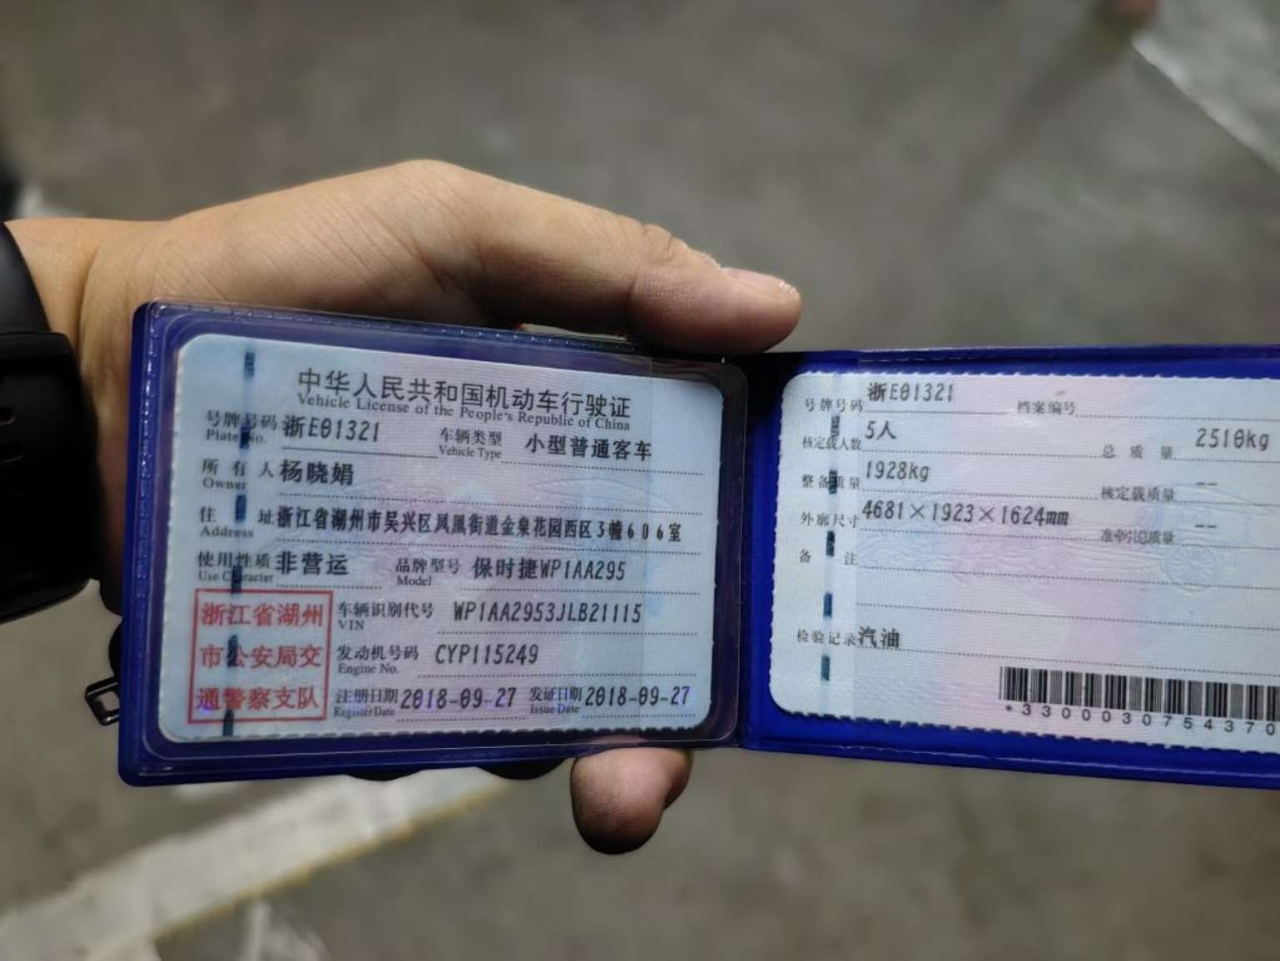 中华人民共和国机动车行驶证
Vehicle License of the People's Republic of China
号牌号码 浙E01321 车辆类型 小型普通客车
Plate No. Vehicle Type
所有人 杨晓娟
Owner
住址 浙江省湖州市吴兴区凤凰街道金泉花园西区3幢606室
Address
使用性质 非营运 品牌型号 保时捷WP1AA295
Use Character Model
浙江省湖州
市公安局交
通警察支队
车辆识别代号 WP1AA2953JLB21115
VIN
发动机号码 CYP115249
Engine No.
注册日期 2018-09-27 发证日期 2018-09-27
Register Date Issue Date
号牌号码 浙E01321 档案编号
核定载人数 5人 总质量 2510kg
整备质量 1928kg 核定载质量 --
外廓尺寸 4681×1923×1624mm 准牵引总质量 --
备注
检验记录 汽油
*3300030754370